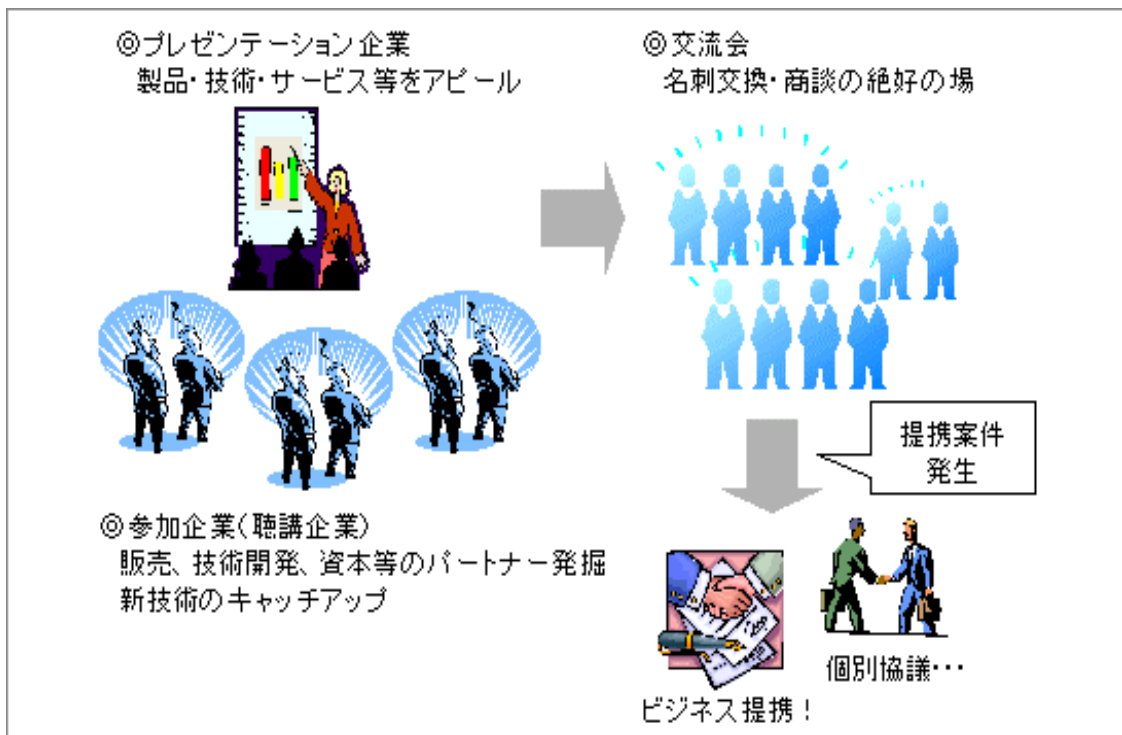 ◎プレゼンテーション企業
製品・技術・サービス等をアピール
◎参加企業(聴講企業)
販売、技術開発、資本等のパートナー発掘
新技術のキャッチアップ
◎交流会
名刺交換・商談の絶好の場
提携案件
発生
個別協議・・・
ビジネス提携!